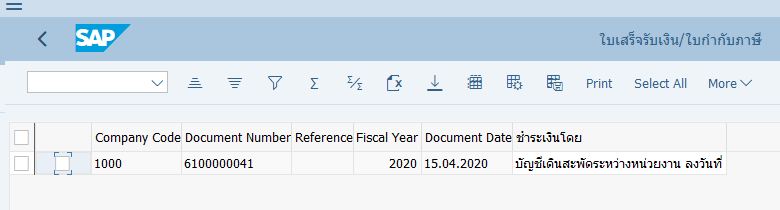 SAP ใบเสร็จรับเงิน/ใบกำกับภาษี
Print Select All More
Company Code Document Number Reference Fiscal Year Document Date ชำระเงินโดย
1000 6100000041 2020 15.04.2020 บัญชีเดินสะพัดระหว่างหน่วยงาน ลงวันที่